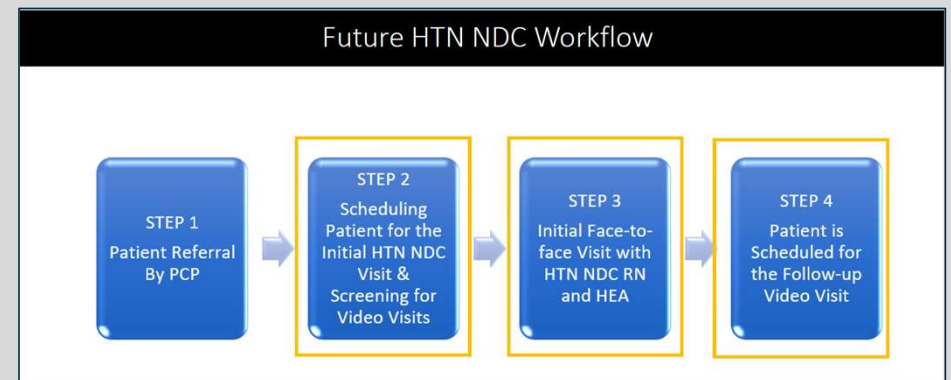 Future HTN NDC Workflow
STEP 1
Patient Referral
By PCP
STEP 2
Scheduling
Patient for the
Initial HTN NDC
Visit &
Screening for
Video Visits
STEP 3
Initial Face-to-
face Visit with
HTN NDC RN
and HEA
STEP 4
Patient is
Scheduled for
the Follow-up
Video Visit